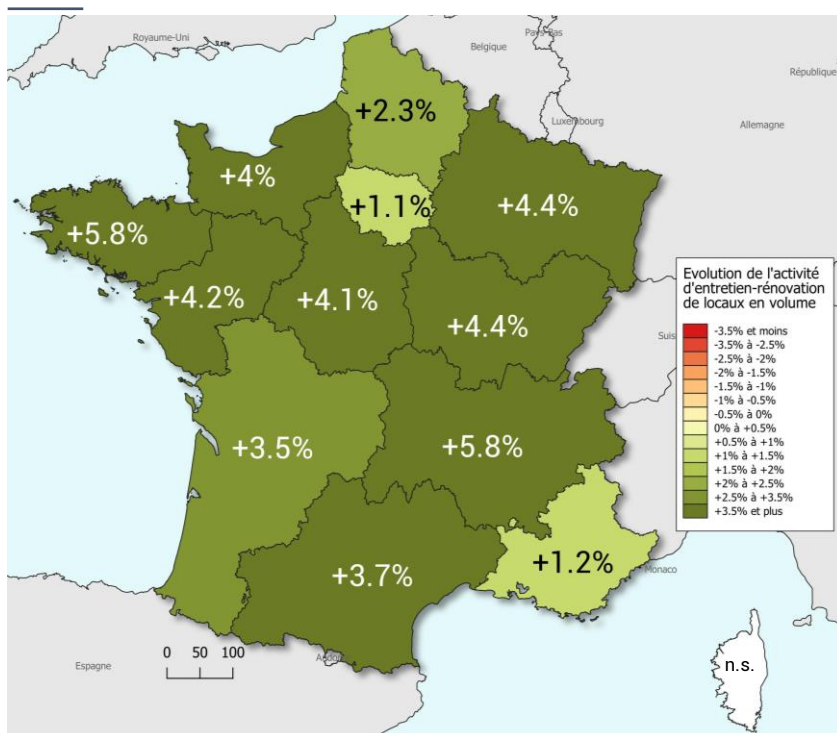 Royaume-Uni
Pays-Bas
Belgique
République
Luxembourg
Allemagne
+2.3%
+4%
+1.1%
+4.4%
+5.8%
+4.2%
+4.1%
+4.4%
+3.5%
+5.8%
+3.7%
+1.2%
Monaco
n.s.
Espagne
0 50 100
Evolution de l'activité
d'entretien-rénovation
de locaux en volume
-3.5% et moins
-3.5% à -2.5%
-2.5% à -2%
-2% à -1.5%
-1.5% à -1%
-1% à -0.5%
-0.5% à 0%
0% à +0.5%
+0.5% à +1%
+1% à +1.5%
+1.5% à +2%
+2% à +2.5%
+2.5% à +3.5%
+3.5% et plus